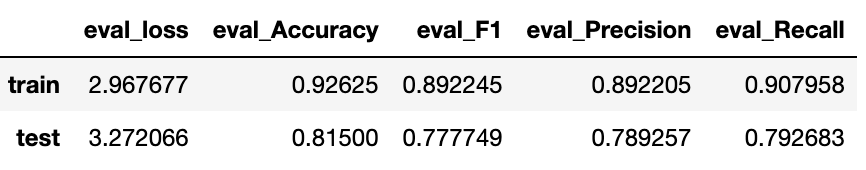 eval_loss eval_Accuracy eval_F1 eval_Precision eval_Recall
train 2.967677 0.92625 0.892245 0.892205 0.907958
test 3.272066 0.81500 0.777749 0.789257 0.792683